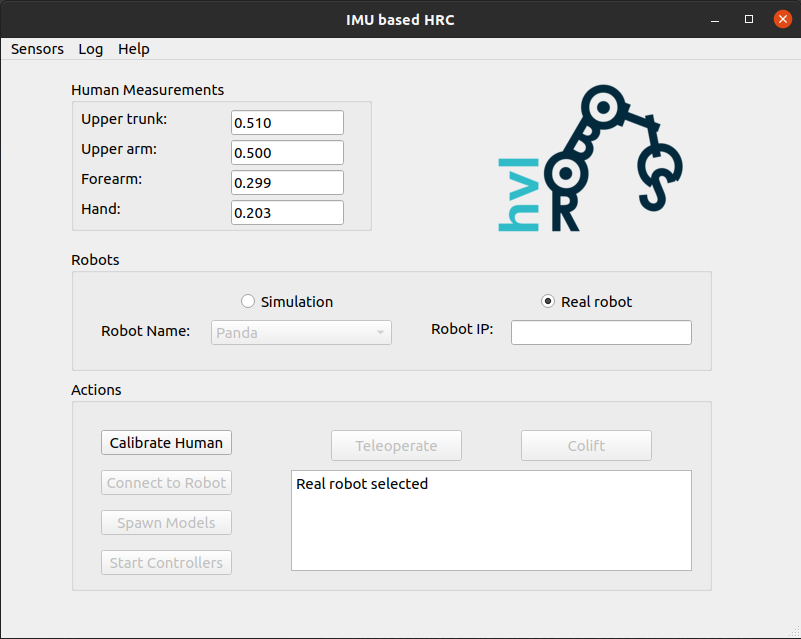 IMU based HRC
Sensors Log Help
Human Measurements
Upper trunk: 0.510
Upper arm: 0.500
Forearm: 0.299
Hand: 0.203
hvl
R
S
Robots
Simulation Real robot
Robot Name: Panda Robot IP:
Actions
Calibrate Human Teleoperate Colift
Connect to Robot Real robot selected
Spawn Models
Start Controllers